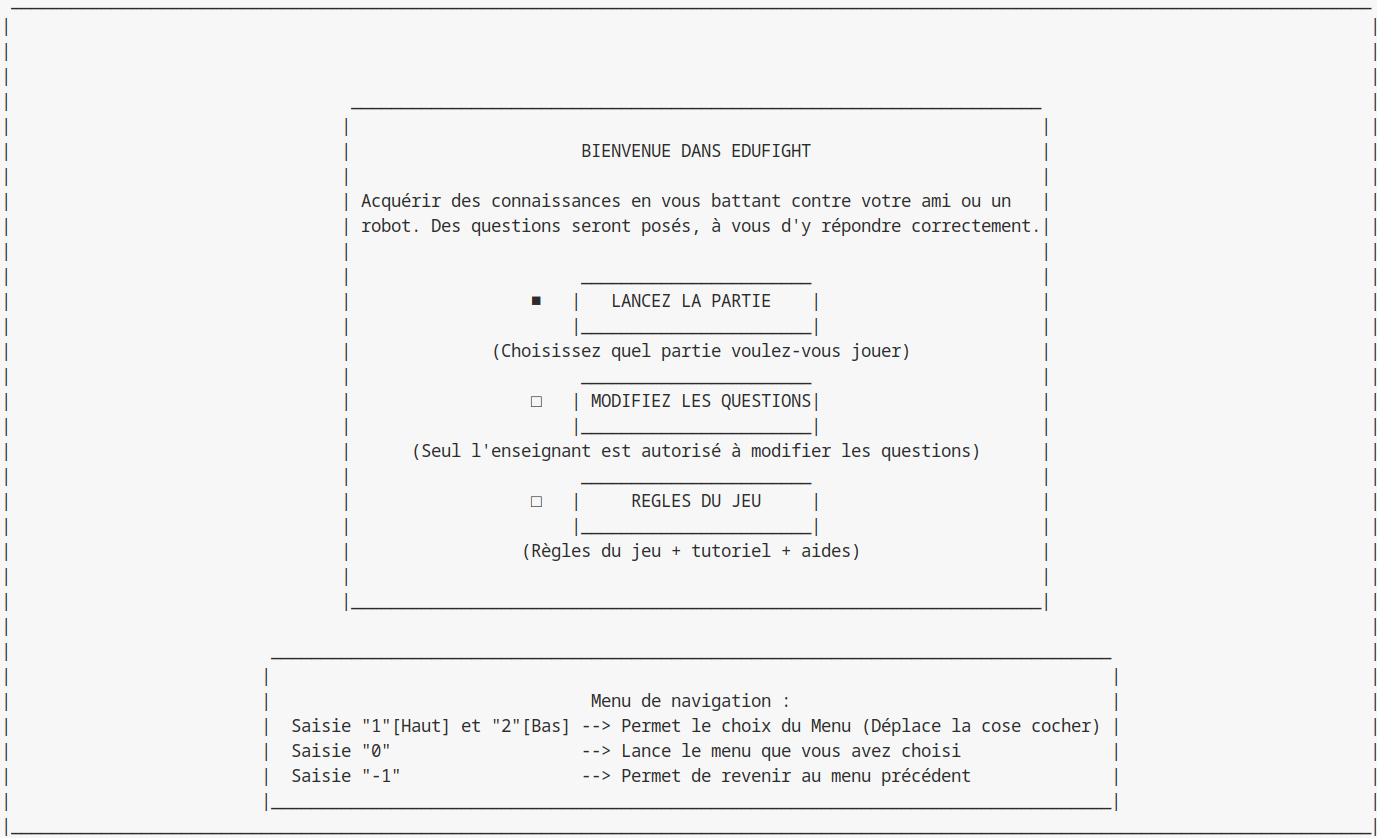 BIENVENUE DANS EDUFIGHT
Acquérir des connaissances en vous battant contre votre ami ou un
robot. Des questions seront posés, à vous d'y répondre correctement.
■ LANCEZ LA PARTIE
(Choisissez quel partie voulez-vous jouer)
□ MODIFIEZ LES QUESTIONS
(Seul l'enseignant est autorisé à modifier les questions)
□ REGLES DU JEU
(Règles du jeu + tutoriel + aides)
Menu de navigation :
Saisie "1"[Haut] et "2"[Bas] --> Permet le choix du Menu (Déplace la cose cocher)
Saisie "0" --> Lance le menu que vous avez choisi
Saisie "-1" --> Permet de revenir au menu précédent